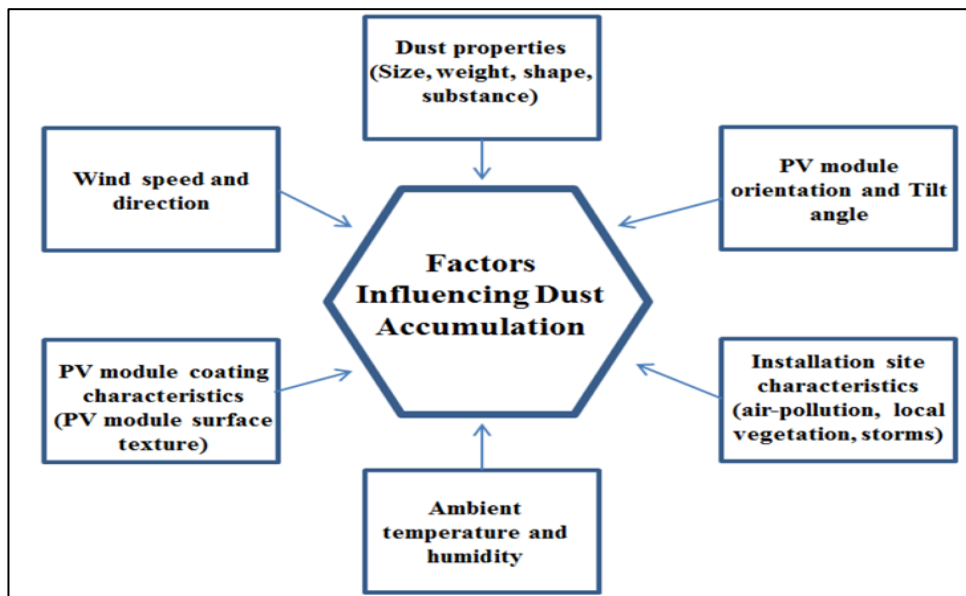 Dust properties
(Size, weight, shape,
substance)
Wind speed and
direction
PV module
orientation and Tilt
angle
Factors
Influencing Dust
Accumulation
PV module coating
characteristics
(PV module surface
texture)
Installation site
characteristics
(air-pollution, local
vegetation, storms)
Ambient
temperature and
humidity